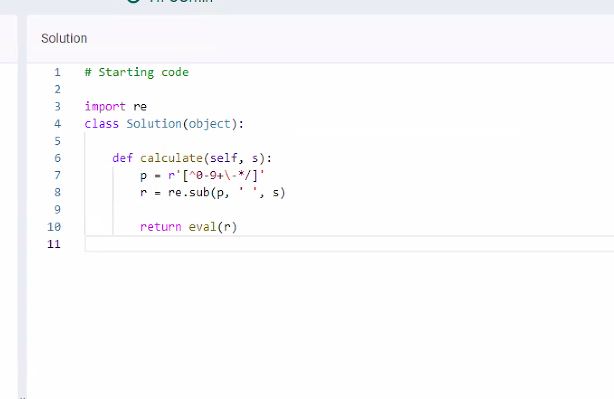 Solution
1 # Starting code
2
3 import re
4 class Solution(object):
5
6     def calculate(self, s):
7         p = r'[^0-9+\-*/]'
8         r = re.sub(p, ' ', s)
9
10         return eval(r)
11